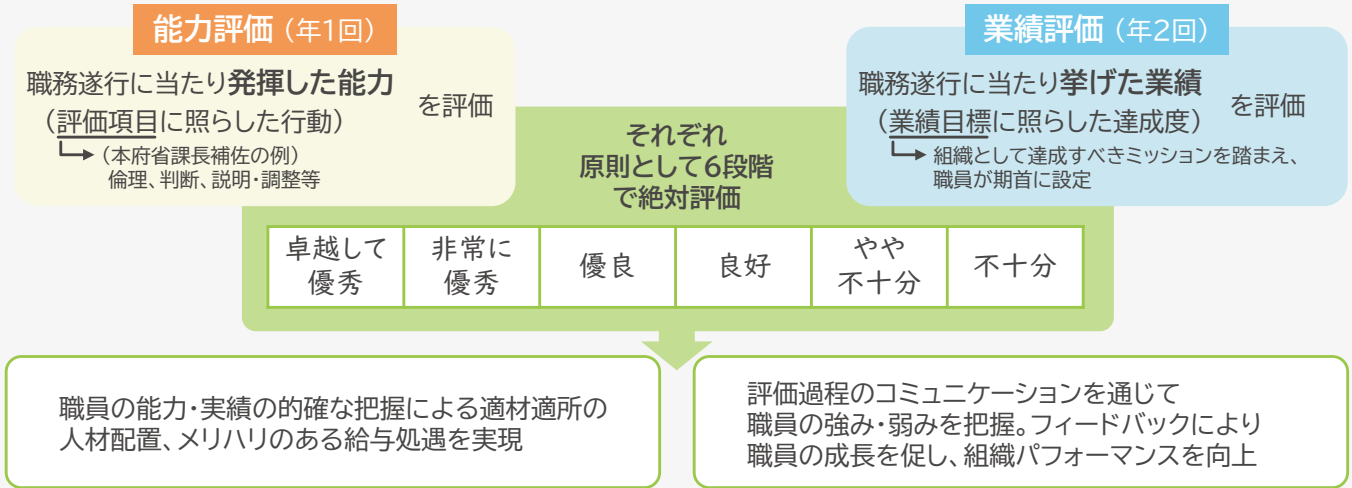 能力評価（年1回）
職務遂行に当たり発揮した能力
（評価項目に照らした行動）
を評価
（本府省課長補佐の例）
倫理、判断、説明・調整等
業績評価（年2回）
職務遂行に当たり挙げた業績
（業績目標に照らした達成度）
を評価
組織として達成すべきミッションを踏まえ、
職員が期首に設定
それぞれ
原則として6段階
で絶対評価
卓越して
優秀
非常に
優秀
優良
良好
やや
不十分
不十分
職員の能力・実績の的確な把握による適材適所の
人材配置、メリハリのある給与処遇を実現
評価過程のコミュニケーションを通じて
職員の強み・弱みを把握。フィードバックにより
職員の成長を促し、組織パフォーマンスを向上